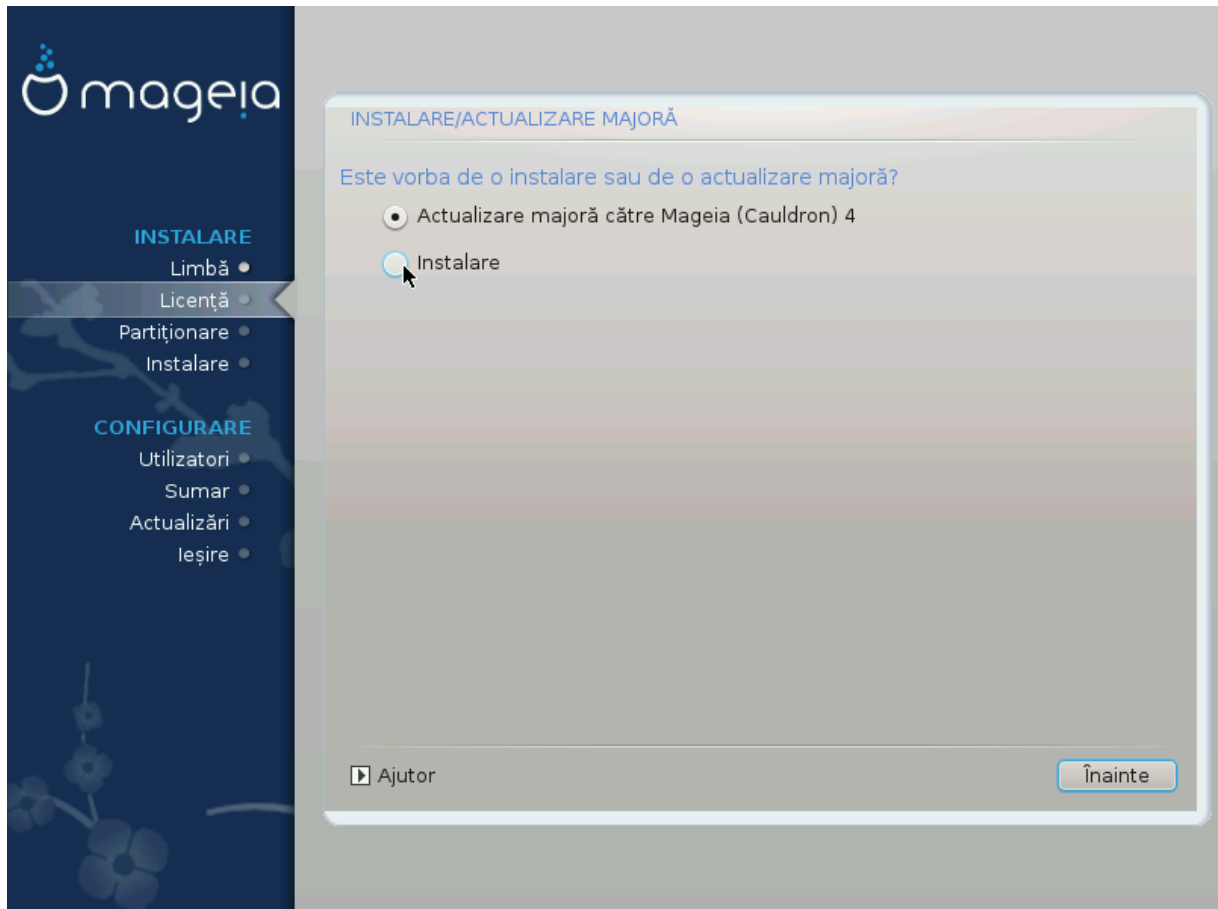 mageia
INSTALARE
Limbă
Licență
Partiționare
Instalare
CONFIGURARE
Utilizatori
Sumar
Actualizări
Ieșire
INSTALARE/ACTUALIZARE MAJORĂ
Este vorba de o instalare sau de o actualizare majoră?
Actualizare majoră către Mageia (Cauldron) 4
Instalare
Ajutor
Înainte